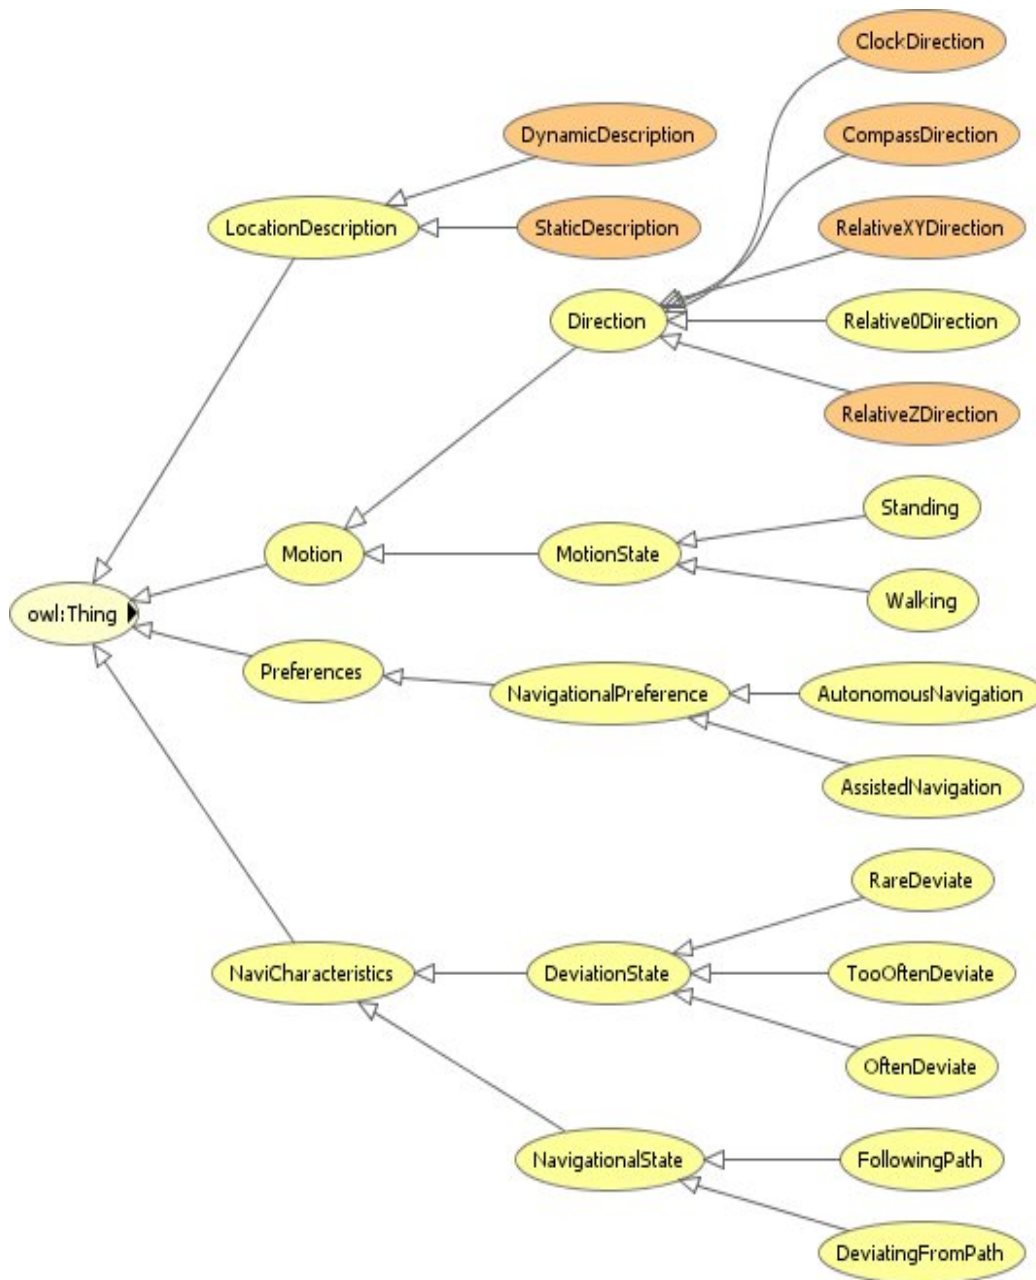 ClockDirection
DynamicDescription
CompassDirection
LocationDescription
StaticDescription
RelativeXYDirection
Direction
Relative0Direction
RelativeZDirection
Standing
Motion
MotionState
Walking
owl:Thing
Preferences
NavigationalPreference
AutonomousNavigation
AssistedNavigation
RareDeviate
NaviCharacteristics
DeviationState
TooOftenDeviate
OftenDeviate
NavigationalState
FollowingPath
DeviatingFromPath